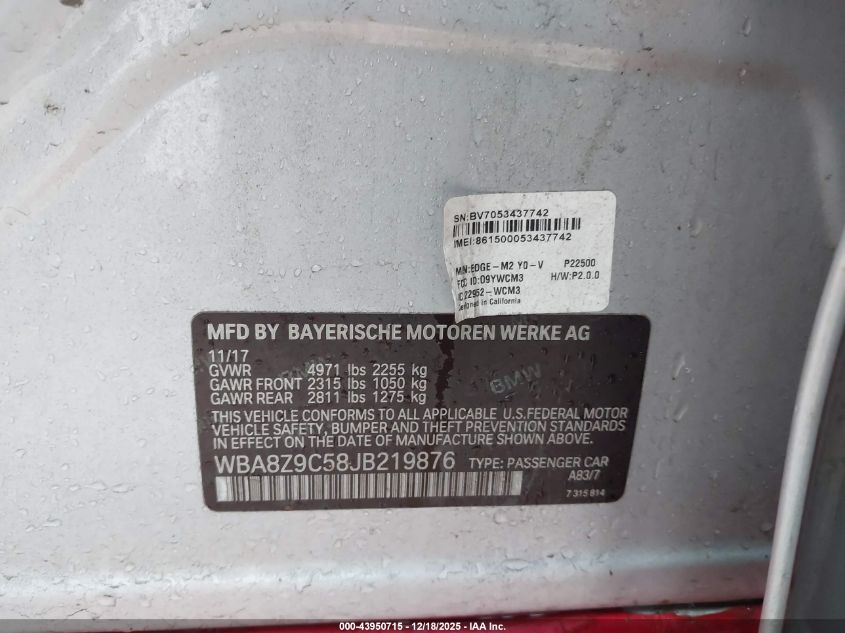 SN:BV7053437742
IMEI:861500053437742
M/N:EDGE-M2 Y0-V P22500
FCC ID:O9YWCM3 H/W:P2.0.0
IC:22952-WCM3
Designed in California
MFD BY BAYERISCHE MOTOREN WERKE AG
11/17
GVWR 4971 lbs 2255 kg
GAWR FRONT 2315 lbs 1050 kg
GAWR REAR 2811 lbs 1275 kg
BMW
BMW
THIS VEHICLE CONFORMS TO ALL APPLICABLE U.S.FEDERAL MOTOR
VEHICLE SAFETY, BUMPER AND THEFT PREVENTION STANDARDS
IN EFFECT ON THE DATE OF MANUFACTURE SHOWN ABOVE.
WBA8Z9C58JB219876 TYPE: PASSENGER CAR
A83/7
7 315 814
000-43950715 - 12/18/2025 - IAA Inc.